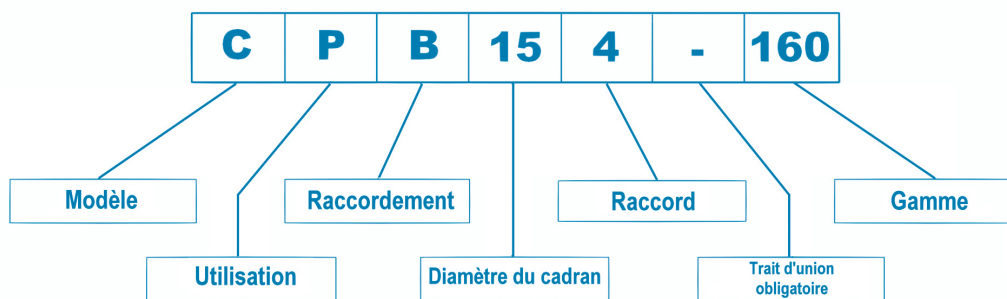 C P B 15 4 - 160
Modèle
Raccordement
Raccord
Gamme
Utilisation
Diamètre du cadran
Trait d'union
obligatoire